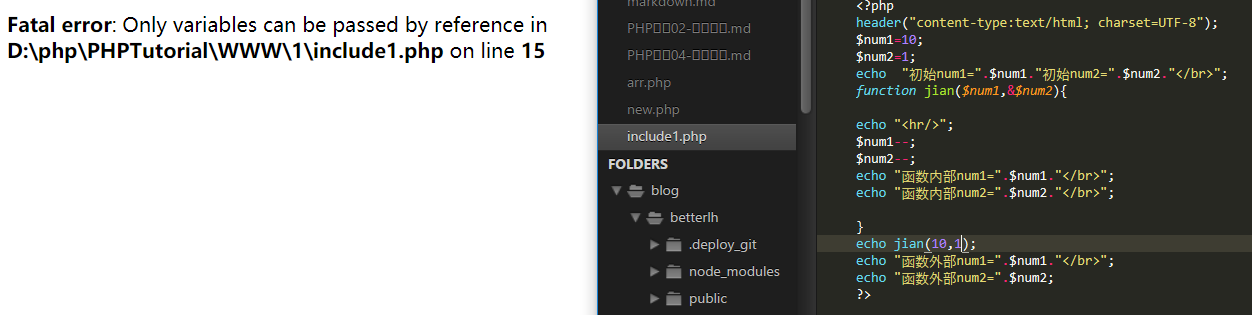 Fatal error: Only variables can be passed by reference in
D:\php\PHPTutorial\WWW\1\include1.php on line 15
markdown.md
PHP□□02-□□□□.md
PHP□□04-□□□□.md
arr.php
new.php
include1.php
FOLDERS
blog
betterlh
.deploy_git
node_modules
public
<?php
header("content-type:text/html; charset=UTF-8");
$num1=10;
$num2=1;
echo  "初始num1=".$num1."初始num2=".$num2."</br>";
function jian($num1,&$num2){
echo "<hr/>";
$num1--;
$num2--;
echo "函数内部num1=".$num1."</br>";
echo "函数内部num2=".$num2."</br>";
}
echo jian(10,1);
echo "函数外部num1=".$num1."</br>";
echo "函数外部num2=".$num2;
?>